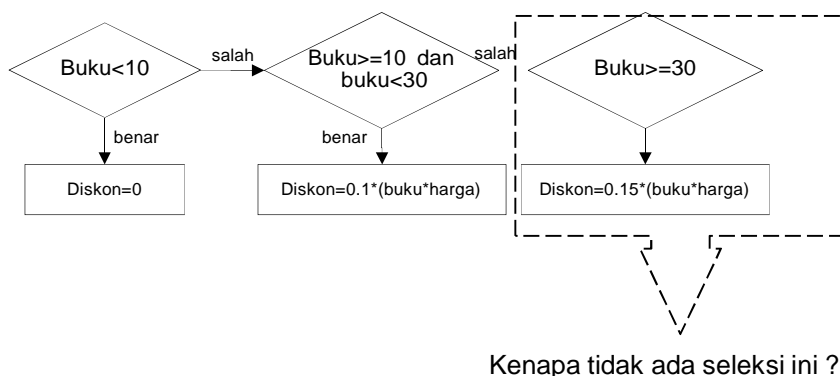 Buku<10
salah
Buku>=10 dan
buku<30
salah
Buku>=30
benar
benar
Diskon=0
Diskon=0.1*(buku*harga)
Diskon=0.15*(buku*harga)
Kenapa tidak ada seleksi ini ?